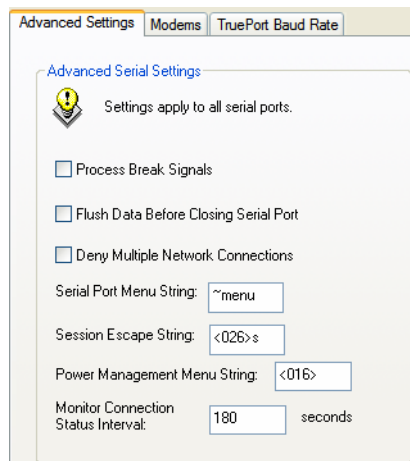 Advanced Settings Modems TruePort Baud Rate
Advanced Serial Settings
Settings apply to all serial ports.
Process Break Signals
Flush Data Before Closing Serial Port
Deny Multiple Network Connections
Serial Port Menu String: ~menu
Session Escape String: <026>s
Power Management Menu String: <016>
Monitor Connection
Status Interval: 180 seconds